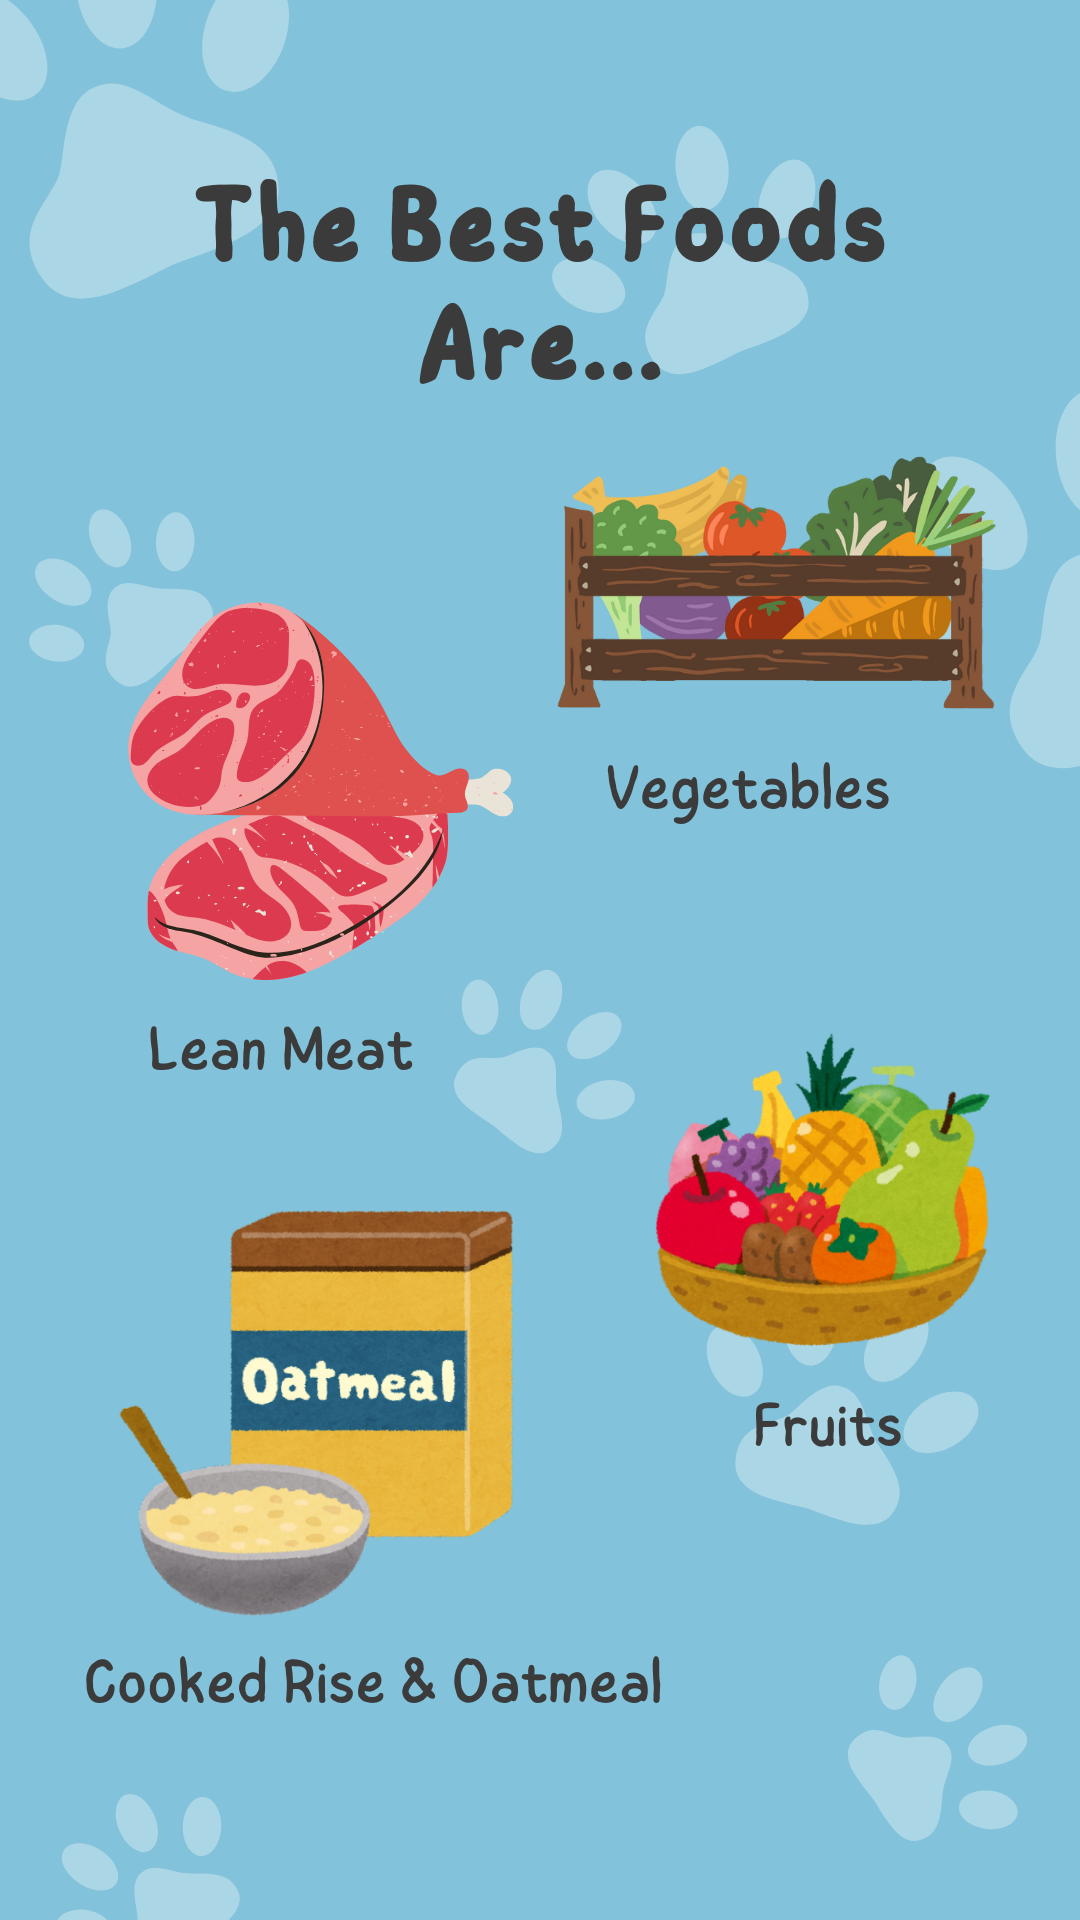 The Best Foods
Are...
Vegetables
Lean Meat
Fruits
Oatmeal
Cooked Rise & Oatmeal